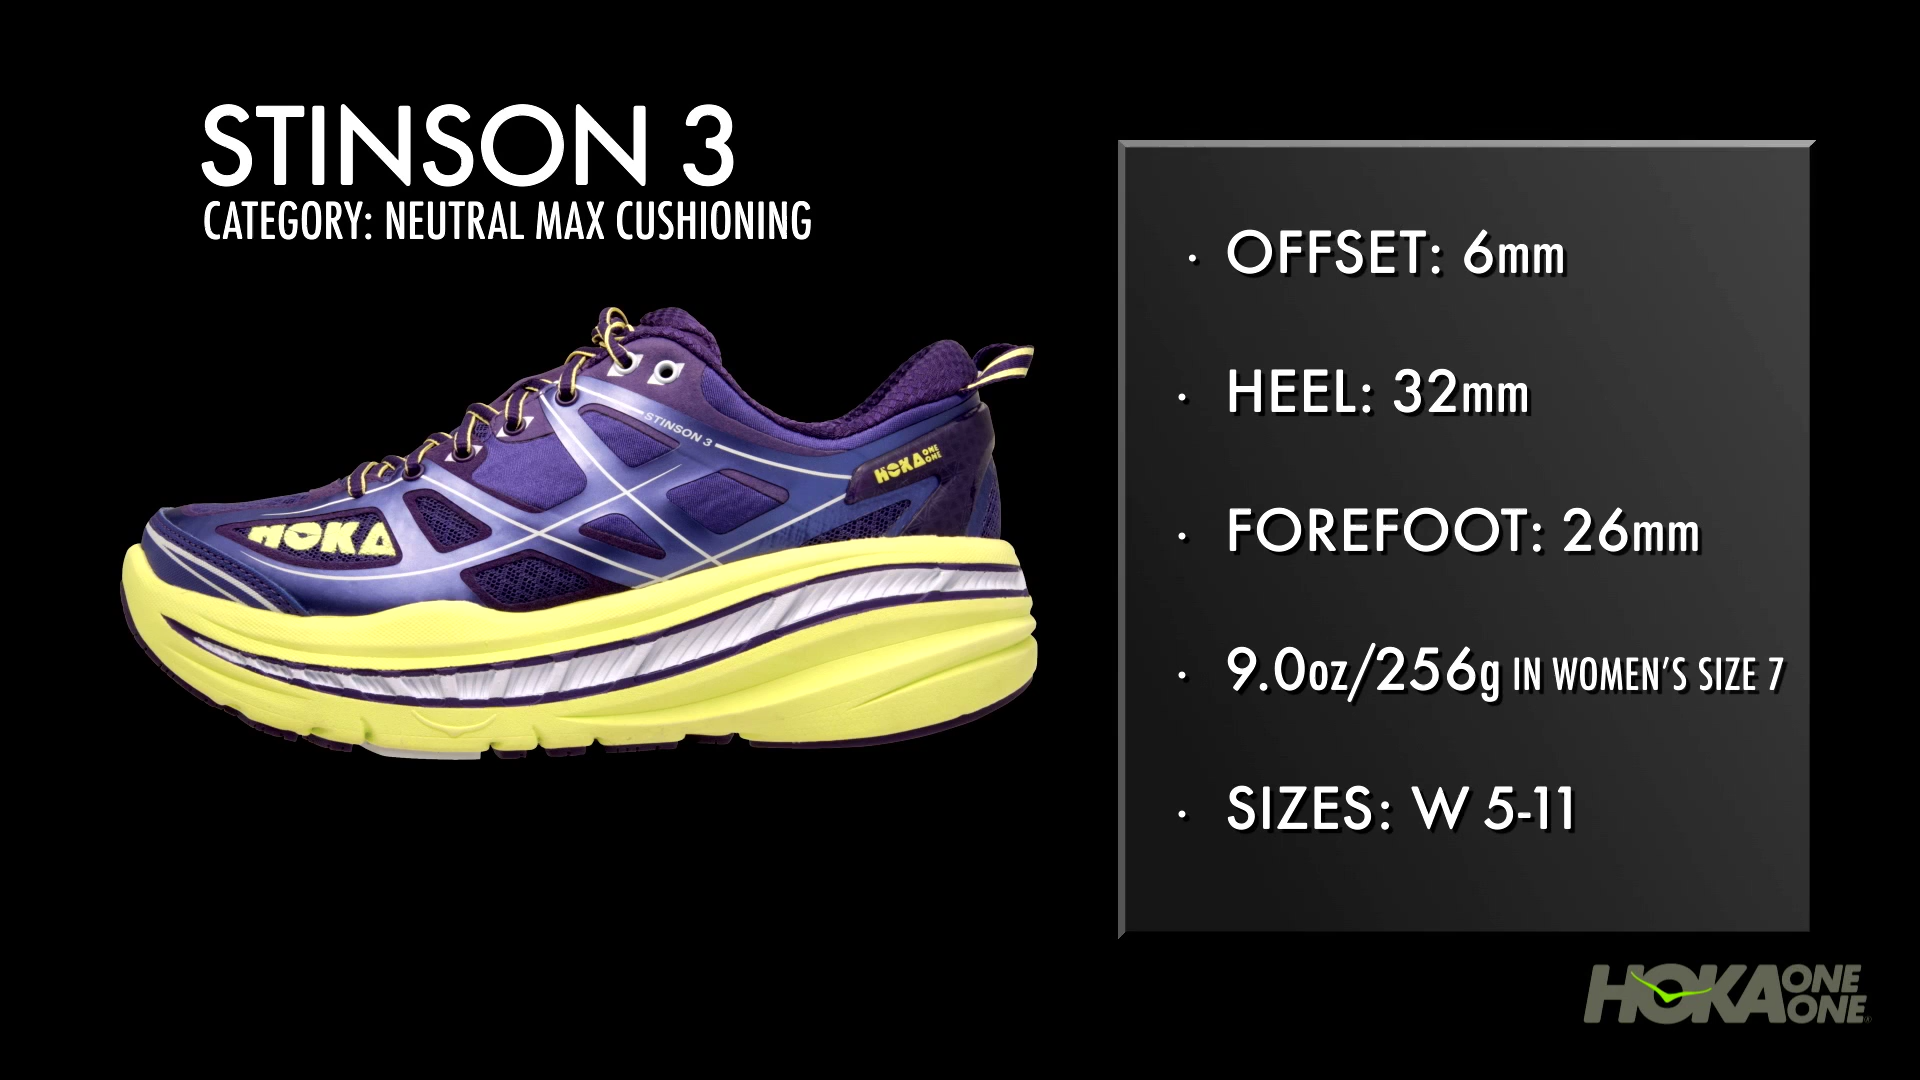 STINSON 3
CATEGORY: NEUTRAL MAX CUSHIONING
STINSON 3
HOKA ONE ONE
HOKA
· OFFSET: 6mm
· HEEL: 32mm
· FOREFOOT: 26mm
· 9.0oz/256g IN WOMEN'S SIZE 7
· SIZES: W 5-11
HOKA ONE ONE